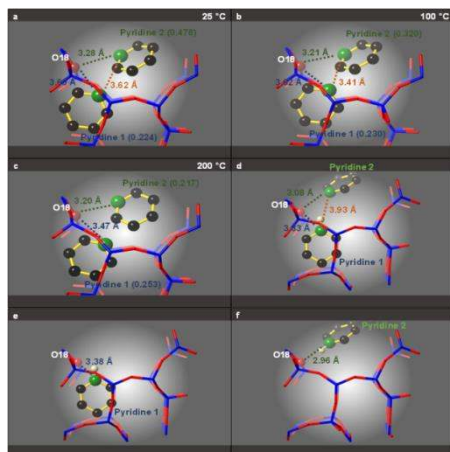 a
25 °C
Pyridine 2 (0.476)
O18
3.28 Å
3.62 Å
Pyridine 1 (0.224)
b
100 °C
Pyridine 2 (0.320)
O18
3.21 Å
3.41 Å
Pyridine 1 (0.230)
c
200 °C
Pyridine 2 (0.217)
O18
3.20 Å
3.47 Å
Pyridine 1 (0.253)
d
Pyridine 2
O18
3.08 Å
3.93 Å
Pyridine 1
e
O18
3.38 Å
Pyridine 1
f
Pyridine 2
O18
2.96 Å